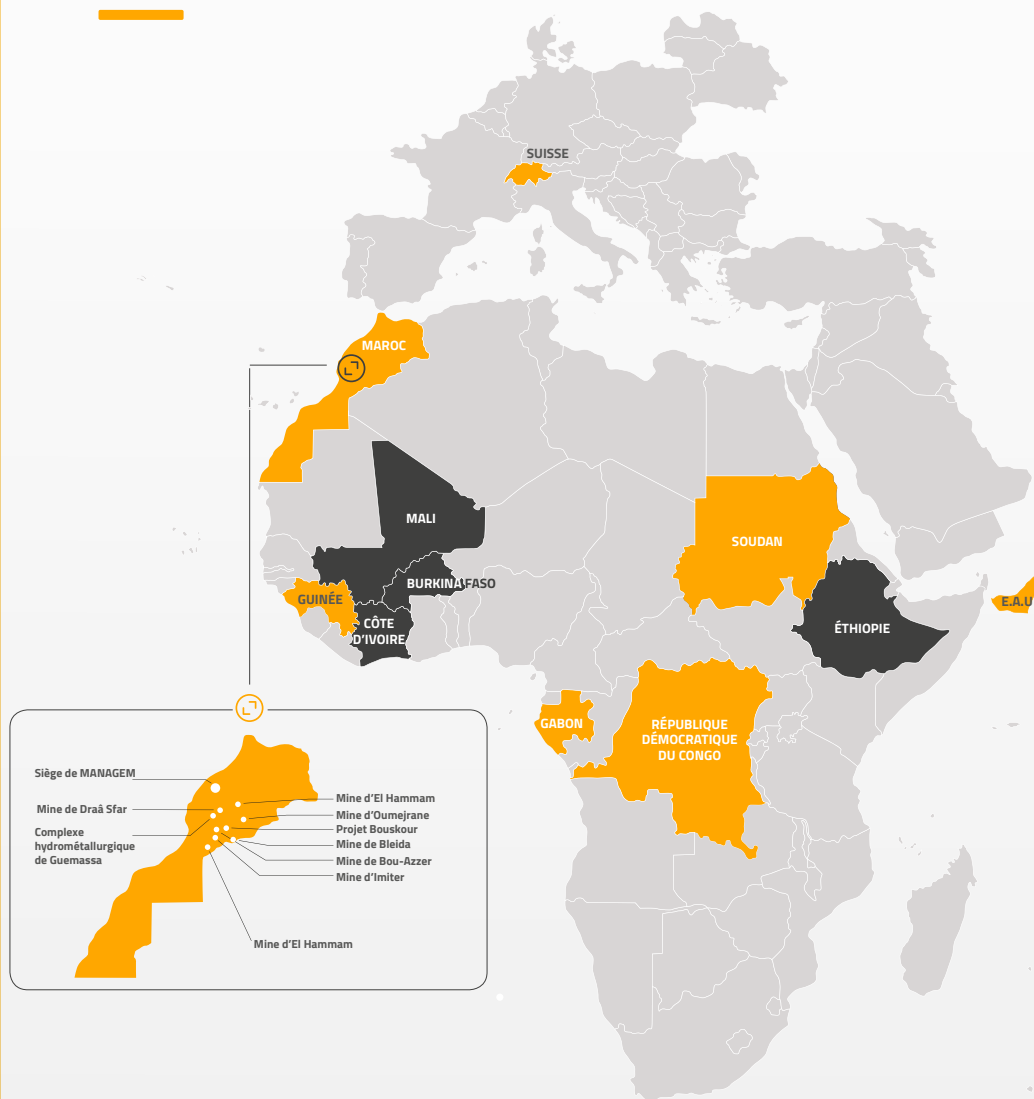 SUISSE
MAROC
MALI
BURKINA FASO
GUINÉE
CÔTE
D'IVOIRE
SOUDAN
ÉTHIOPIE
E.A.U
GABON
RÉPUBLIQUE
DÉMOCRATIQUE
DU CONGO
Siège de MANAGEM
Mine de Draâ Sfar
Complexe
hydrométallurgique
de Guemassa
Mine d'El Hammam
Mine d'Oumejrane
Projet Bouskour
Mine de Bleida
Mine de Bou-Azzer
Mine d'Imiter
Mine d'El Hammam